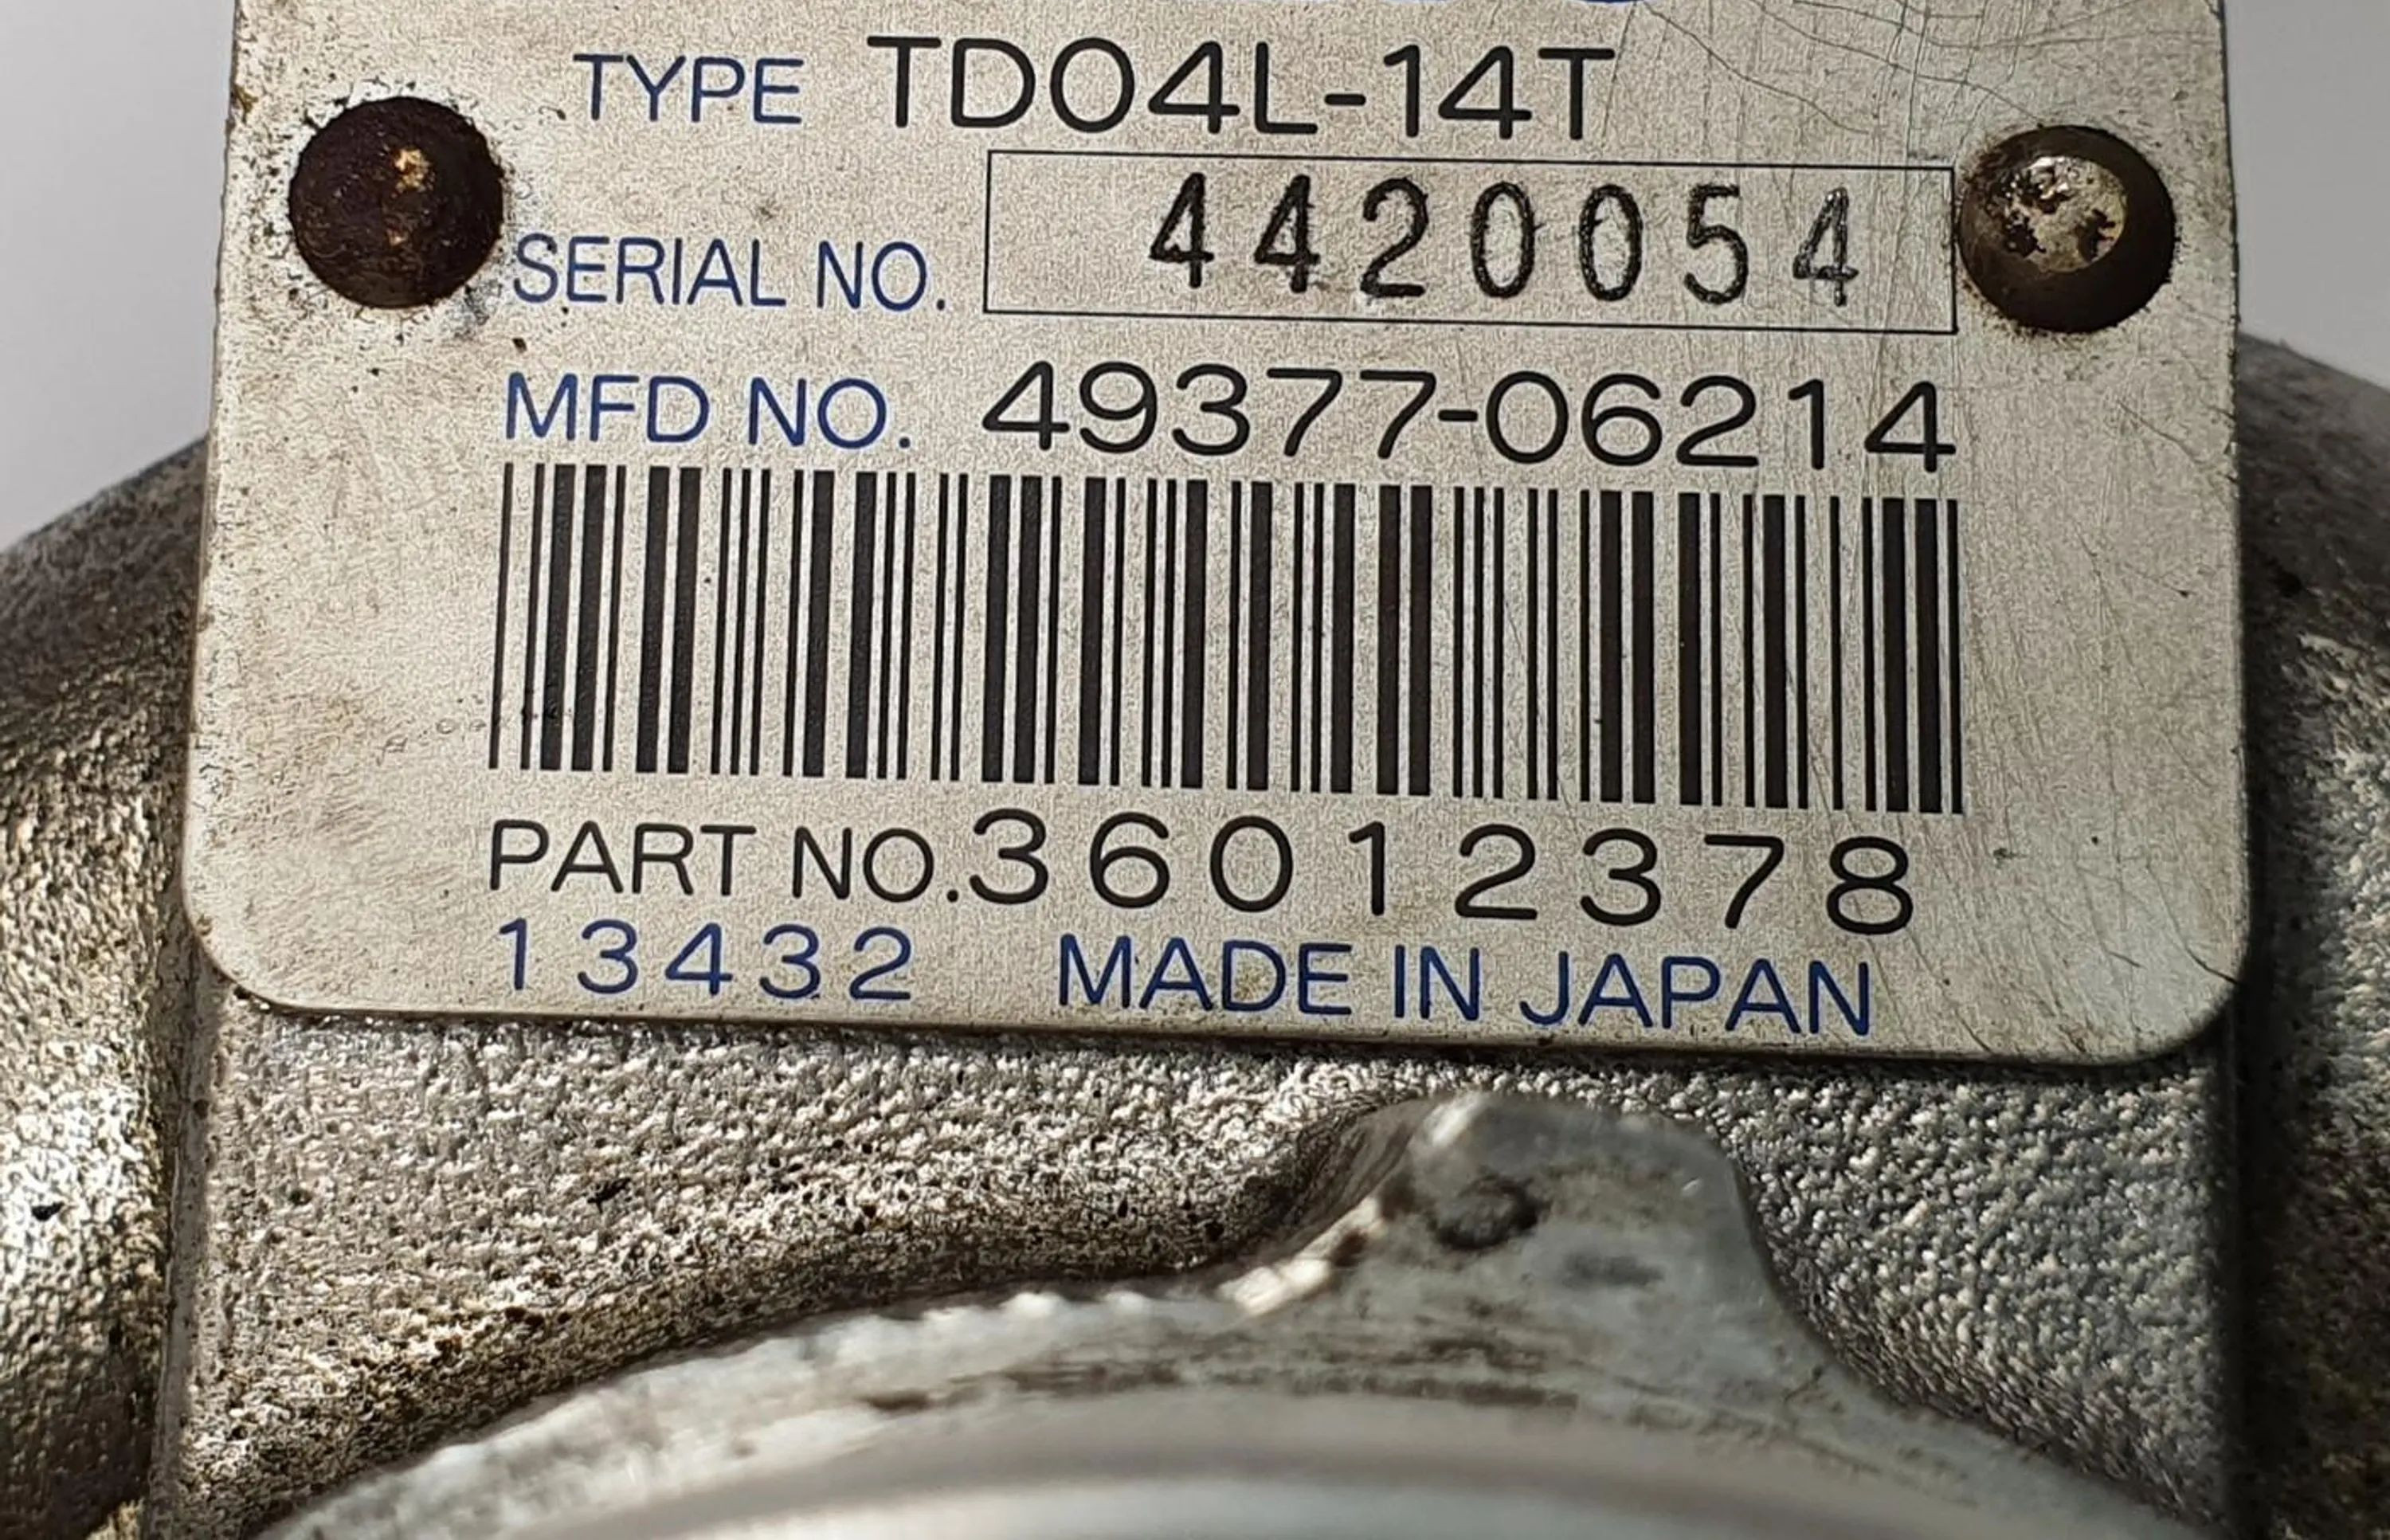 TYPE TD04L-14T
SERIAL NO. 4420054
MFD NO. 49377-06214
PART NO.36012378
13432 MADE IN JAPAN